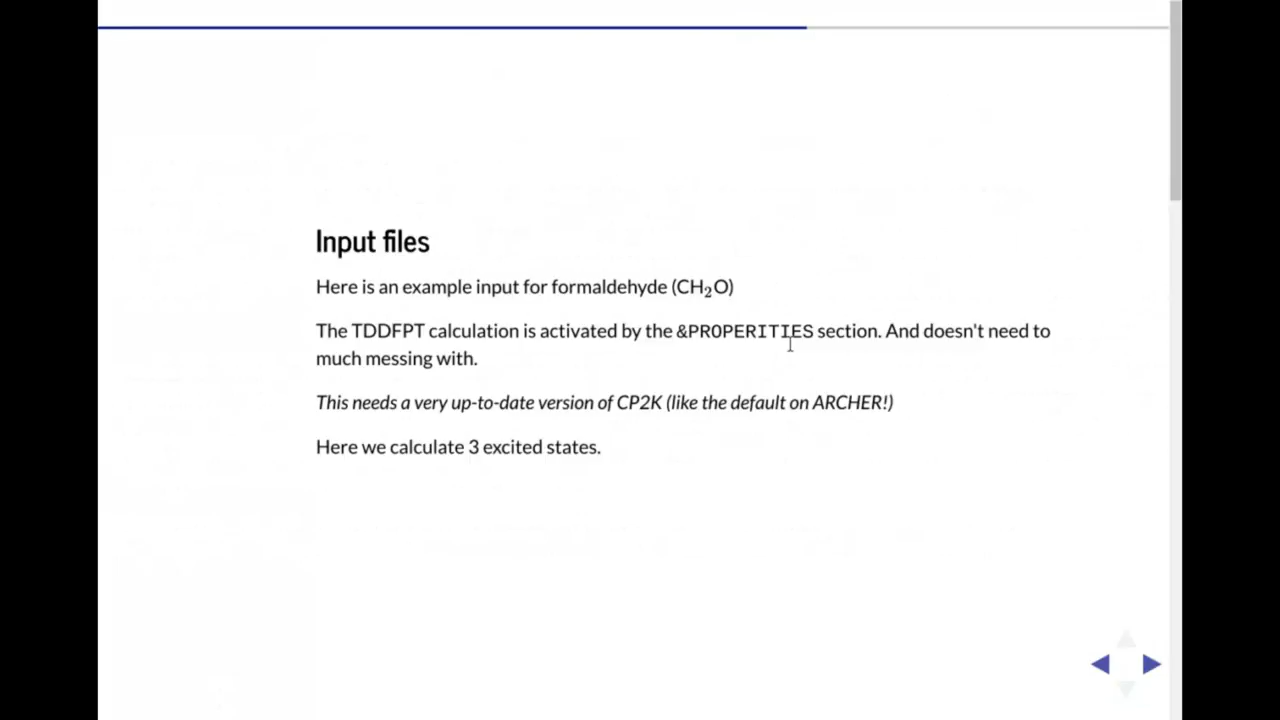 Input files
Here is an example input for formaldehyde (CH₂O)
The TDDFPT calculation is activated by the &PROPERITIES section. And doesn't need to
much messing with.
This needs a very up-to-date version of CP2K (like the default on ARCHER!)
Here we calculate 3 excited states.